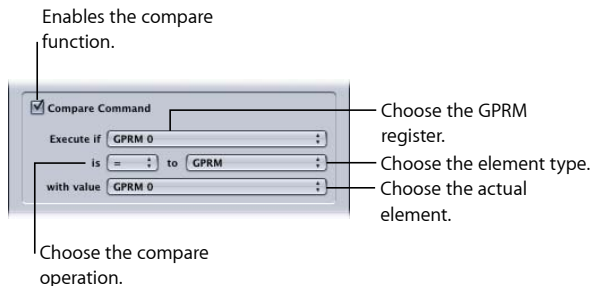 Enables the compare
function.
Compare Command
Execute if GPRM 0
Choose the GPRM
register.
is = to GPRM
Choose the element type.
with value GPRM 0
Choose the actual
element.
Choose the compare
operation.